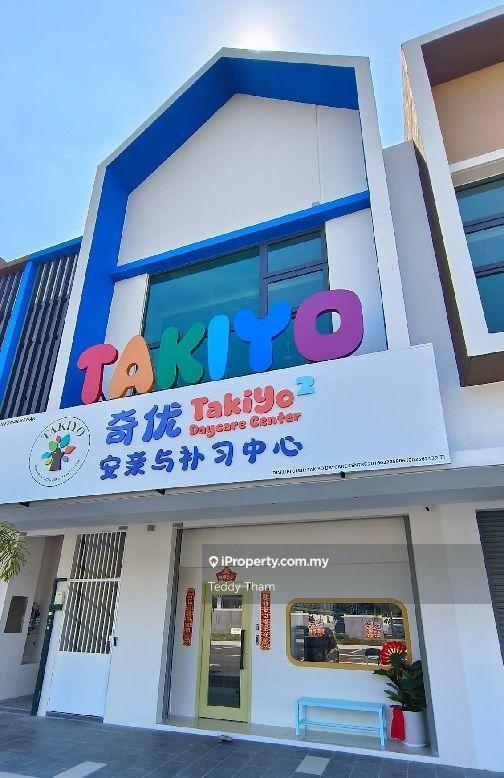 TAKIYO
TAKIYO
奇优 Takiyo²
Daycare Center
安亲与补习中心
iProperty.com.my
Teddy Tham